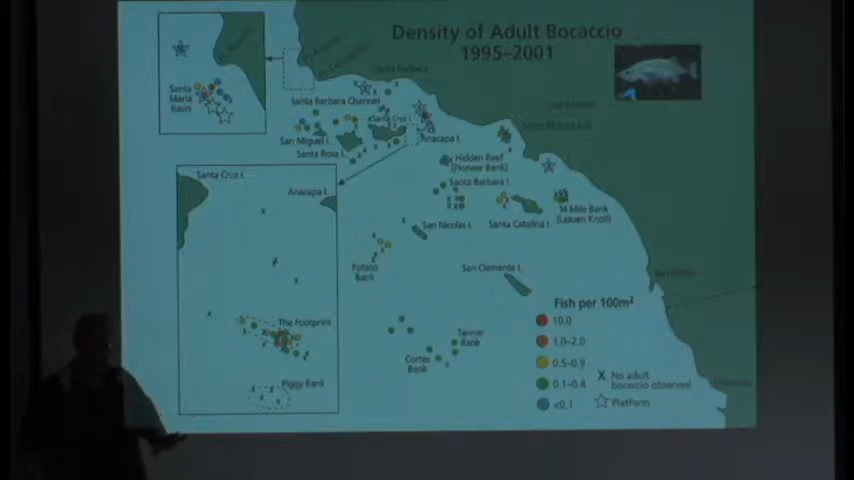 Density of Adult Bocaccio
1995–2001
Santa
Maria
Basin
Santa Barbara Channel
San Miguel I.
Santa Rosa I.
Santa Cruz I.
Anacapa I.
Hidden Reef
(Pioneer Bank)
Santa Barbara I.
14 Mile Bank
(Lasuen Knoll)
Santa Catalina I.
San Nicolas I.
San Clemente I.
Potato
Bank
Tanner
Bank
Cortes
Bank
Santa Cruz I.
Anacapa I.
The Footprint
Piggy Bank
Fish per 100m²
10.0
1.0–2.0
0.5–0.9
0.1–0.4
<0.1
X No adult
bocaccio observed
Platform